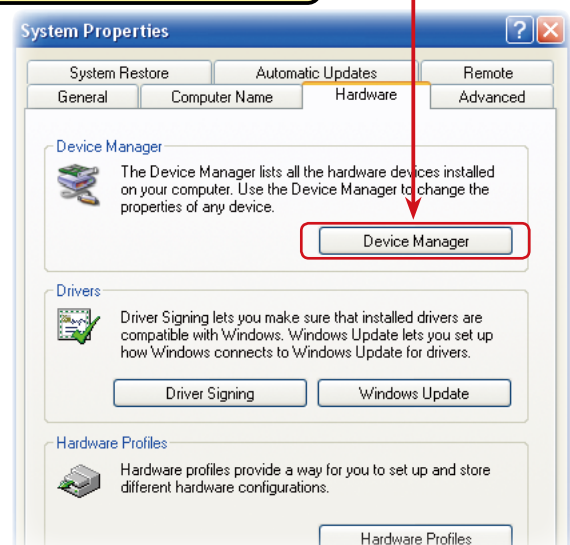 System Properties
System Restore Automatic Updates Remote
General Computer Name Hardware Advanced
Device Manager
The Device Manager lists all the hardware devices installed
on your computer. Use the Device Manager to change the
properties of any device.
Device Manager
Drivers
Driver Signing lets you make sure that installed drivers are
compatible with Windows. Windows Update lets you set up
how Windows connects to Windows Update for drivers.
Driver Signing Windows Update
Hardware Profiles
Hardware profiles provide a way for you to set up and store
different hardware configurations.
Hardware Profiles